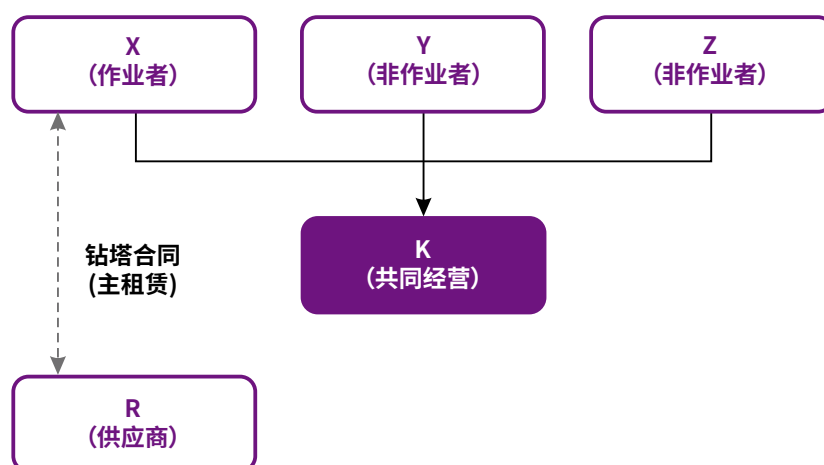 X
（作业者）
Y
（非作业者）
Z
（非作业者）
钻塔合同
(主租赁)
K
（共同经营）
R
（供应商）